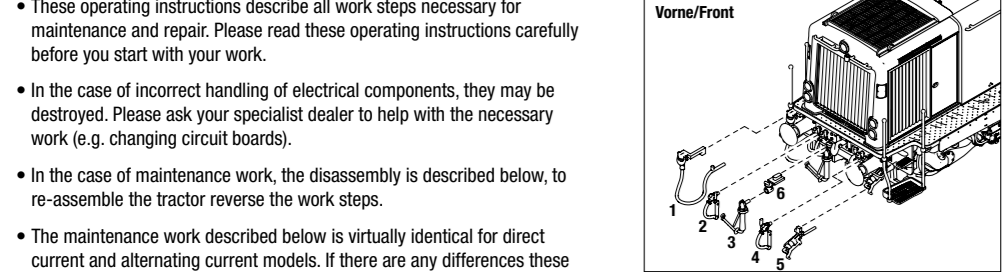 • These operating instructions describe all work steps necessary for
maintenance and repair. Please read these operating instructions carefully
before you start with your work.
• In the case of incorrect handling of electrical components, they may be
destroyed. Please ask your specialist dealer to help with the necessary
work (e.g. changing circuit boards).
• In the case of maintenance work, the disassembly is described below, to
re-assemble the tractor reverse the work steps.
• The maintenance work described below is virtually identical for direct
current and alternating current models. If there are any differences these
Vorne/Front
1
2
3
4
5
6